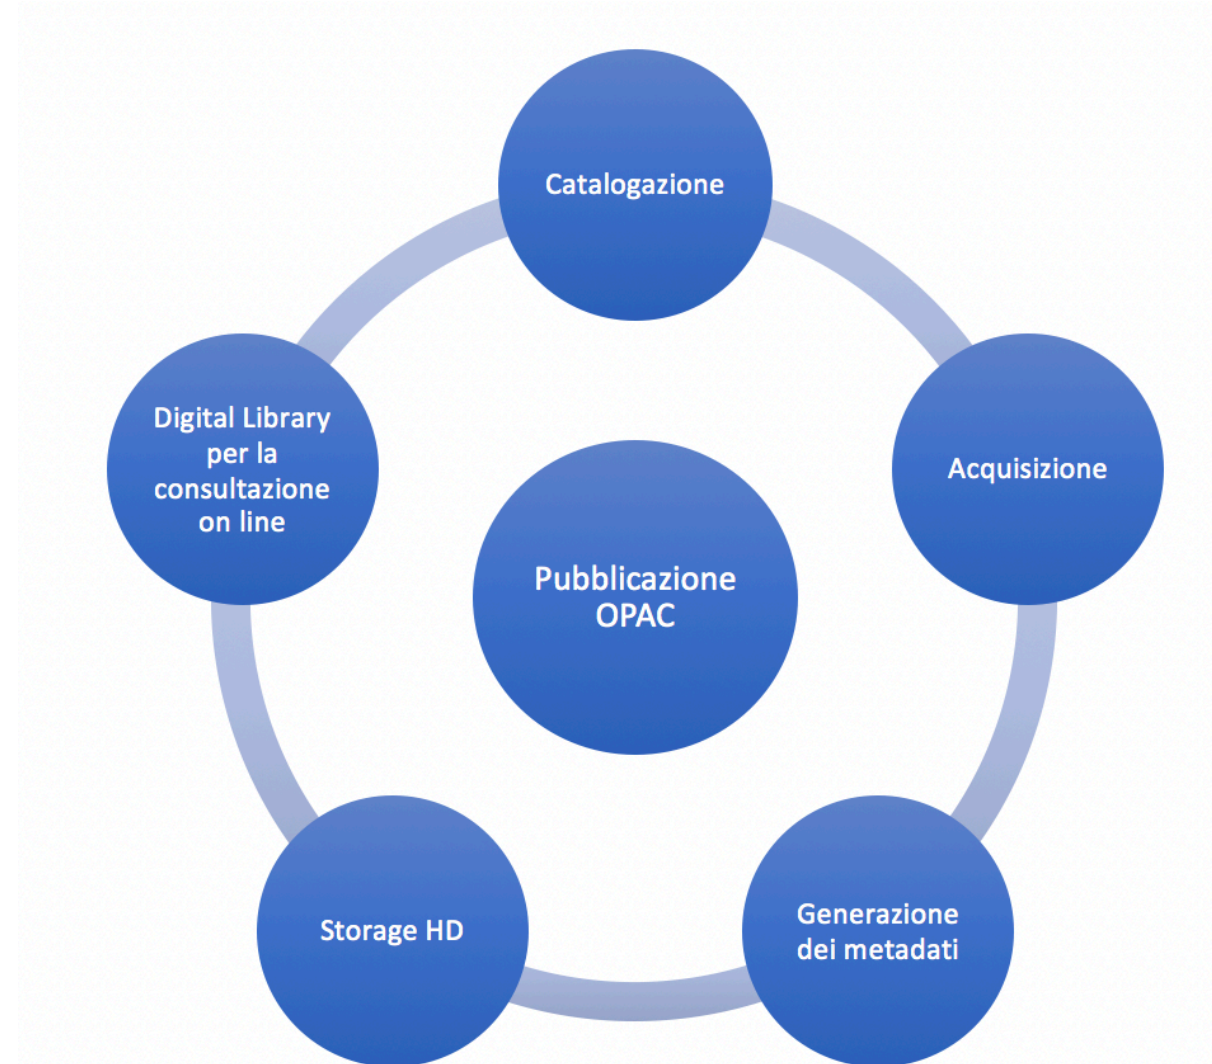 Catalogazione
Acquisizione
Generazione
dei metadati
Storage HD
Digital Library
per la
consultazione
on line
Pubblicazione
OPAC